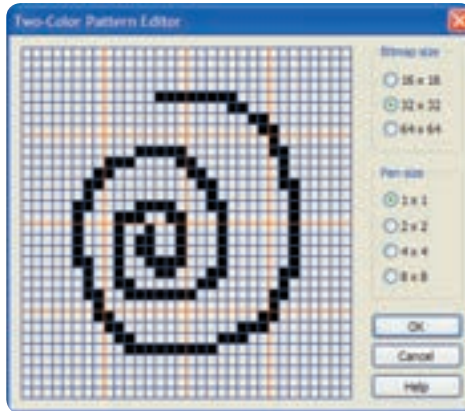 Two-Color Pattern Editor
Bitmap size
16 x 16
32 x 32
64 x 64
Pen size
1 x 1
2 x 2
4 x 4
8 x 8
OK
Cancel
Help